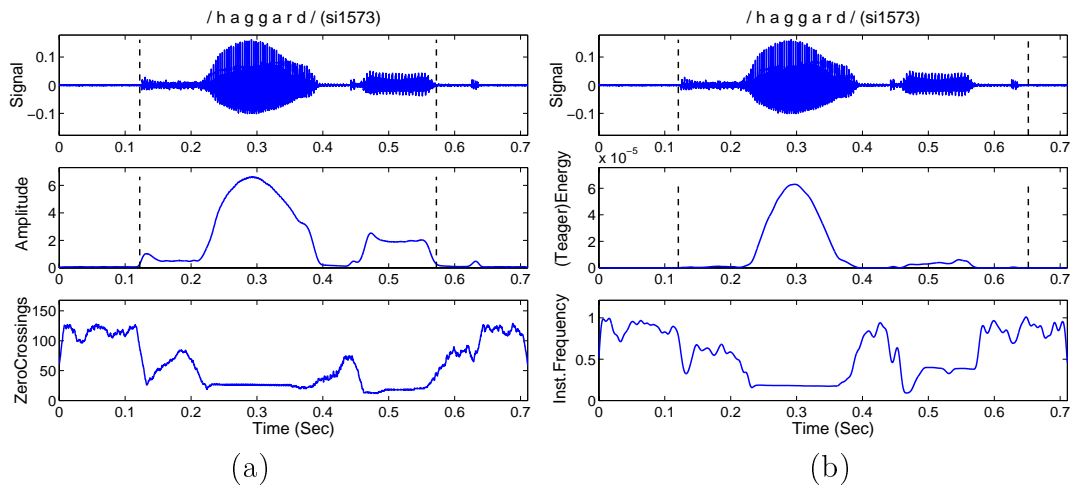 / h a g g a r d / (si1573)
Signal
0.1
0
−0.1
0 0.1 0.2 0.3 0.4 0.5 0.6 0.7
Amplitude
6
4
2
0
0 0.1 0.2 0.3 0.4 0.5 0.6 0.7
ZeroCrossings
150
100
50
0
0 0.1 0.2 0.3 0.4 0.5 0.6 0.7
Time (Sec)
(a)
/ h a g g a r d / (si1573)
Signal
0.1
0
−0.1
0 0.1 0.2 0.3 0.4 0.5 0.6 0.7
x 10−5
(Teager)Energy
6
4
2
0
0 0.1 0.2 0.3 0.4 0.5 0.6 0.7
Inst.Frequency
1
0.5
0
0 0.1 0.2 0.3 0.4 0.5 0.6 0.7
Time (Sec)
(b)